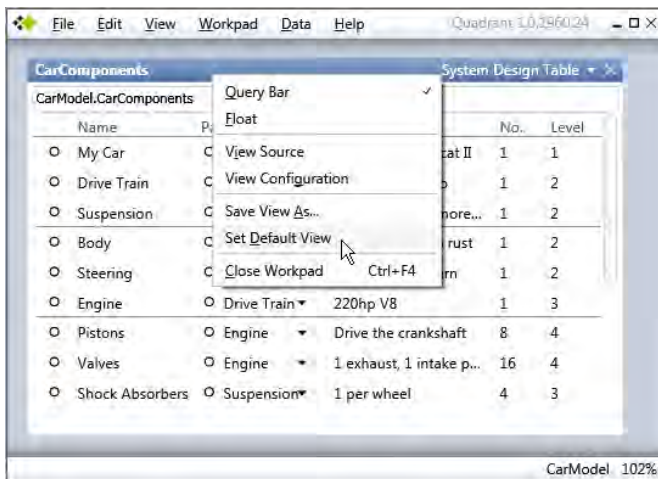 File Edit View Workpad Data Help Quadrant 1.0.2960.24
CarComponents System Design Table
CarModel.CarComponents
Query Bar
Float
View Source
View Configuration
Save View As...
Set Default View
Close Workpad Ctrl+F4
Name No.. Level
My Car cat II 1 1
Drive Train 1 2
Suspension nore... 1 2
Body rust 1 2
Steering 1 2
Engine Drive Train 220hp V8 1 3
Pistons Engine Drive the crankshaft 8 4
Valves Engine 1 exhaust, 1 intake p... 16 4
Shock Absorbers Suspension 1 per wheel 4 3
CarModel 102%